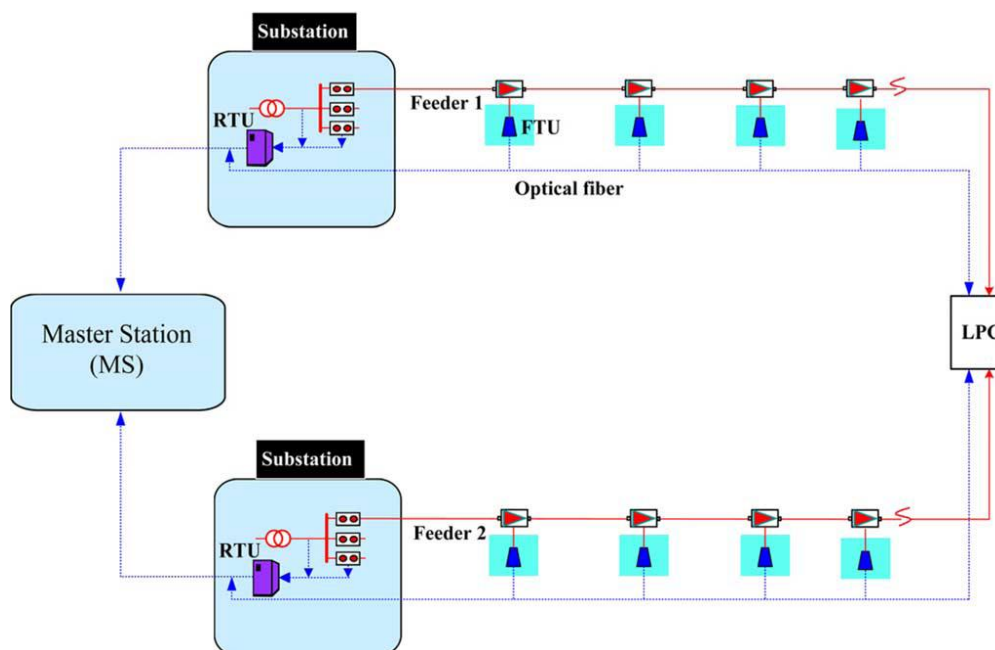 Substation
RTU
Feeder 1
FTU
Optical fiber
Master Station
(MS)
Substation
RTU
Feeder 2